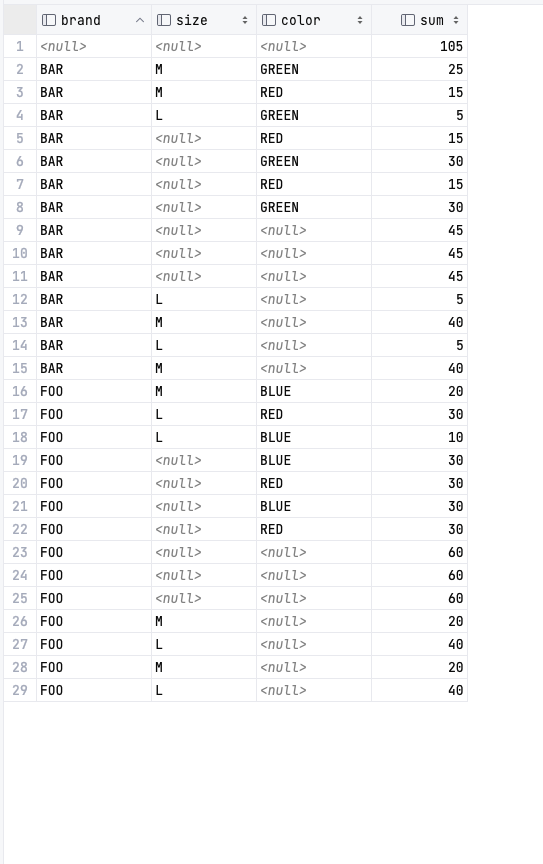 brand size color sum
1 <null> <null> <null> 105
2 BAR M GREEN 25
3 BAR M RED 15
4 BAR L GREEN 5
5 BAR <null> RED 15
6 BAR <null> GREEN 30
7 BAR <null> RED 15
8 BAR <null> GREEN 30
9 BAR <null> <null> 45
10 BAR <null> <null> 45
11 BAR <null> <null> 45
12 BAR L <null> 5
13 BAR M <null> 40
14 BAR L <null> 5
15 BAR M <null> 40
16 FOO M BLUE 20
17 FOO L RED 30
18 FOO L BLUE 10
19 FOO <null> BLUE 30
20 FOO <null> RED 30
21 FOO <null> BLUE 30
22 FOO <null> RED 30
23 FOO <null> <null> 60
24 FOO <null> <null> 60
25 FOO <null> <null> 60
26 FOO M <null> 20
27 FOO L <null> 40
28 FOO M <null> 20
29 FOO L <null> 40